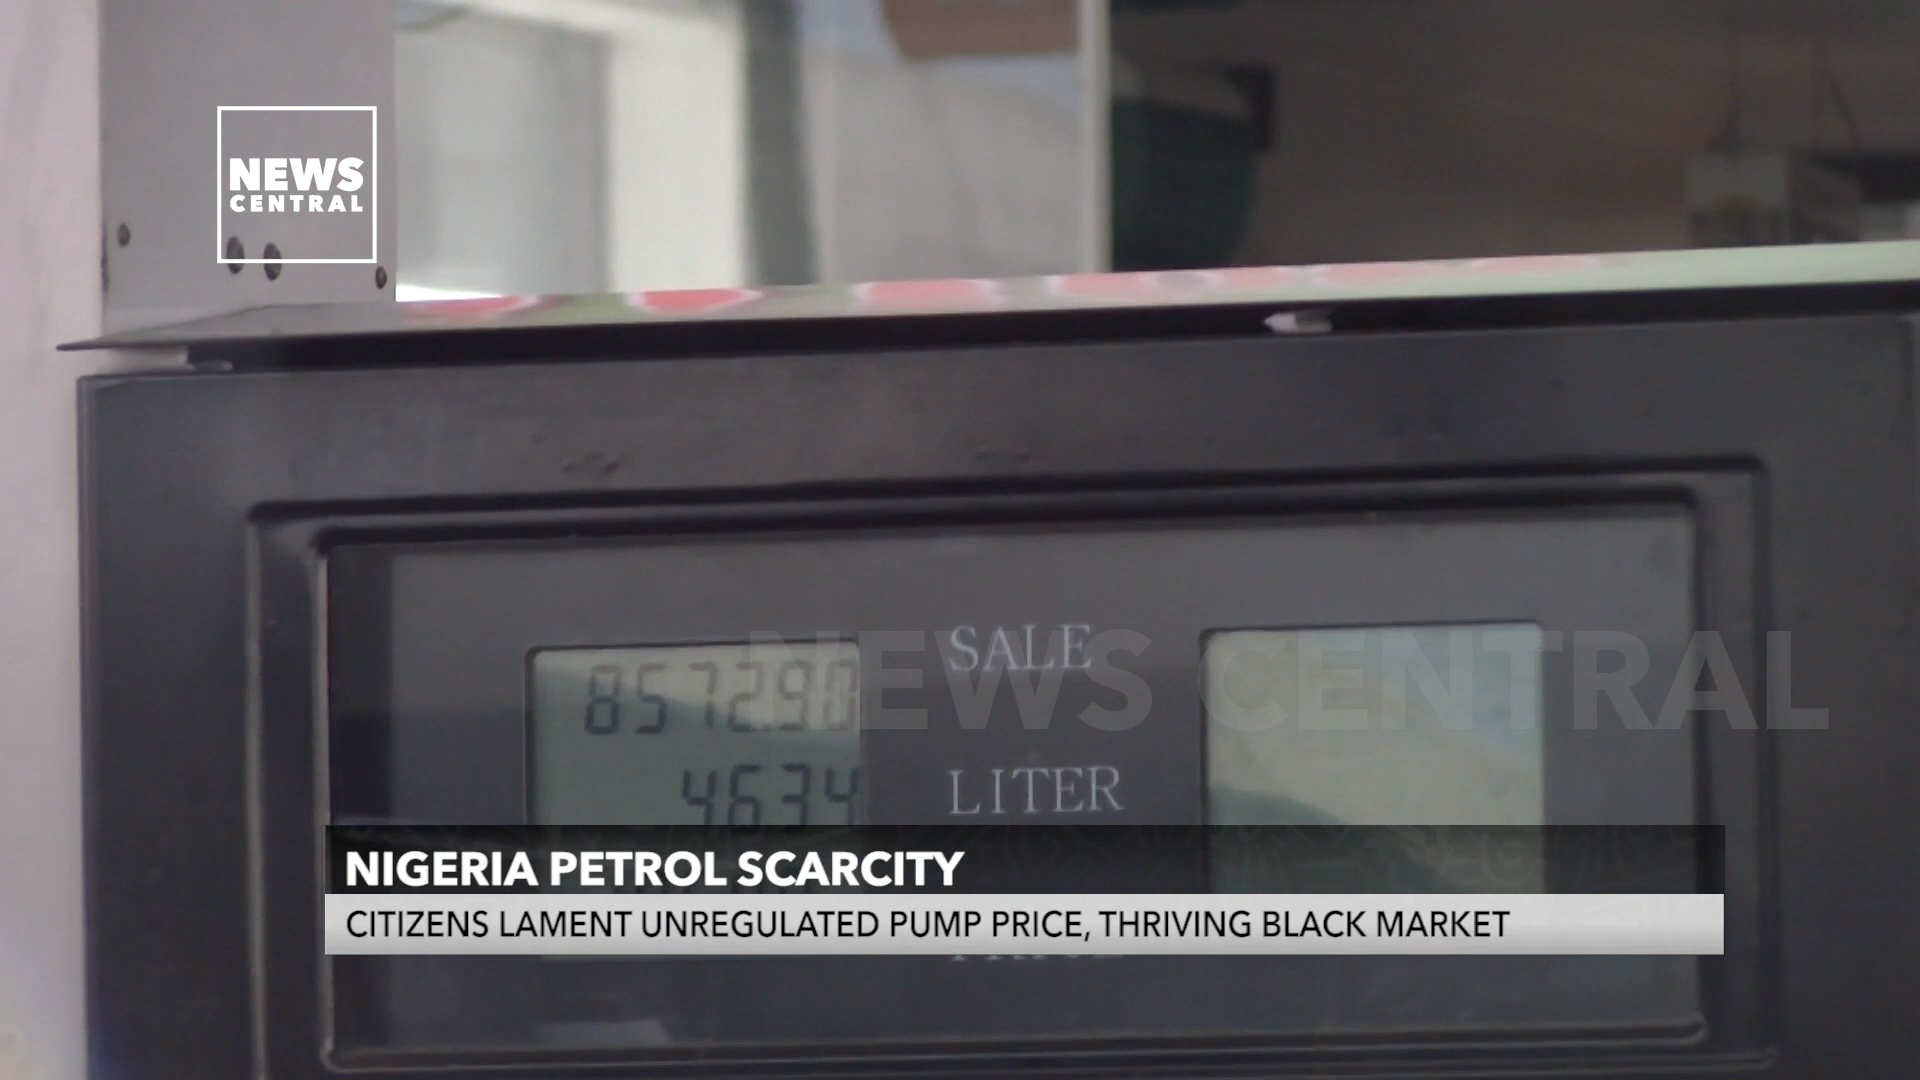 NEWS
CENTRAL
8572.90
SALE
NEWS CENTRAL
4634
LITER
NIGERIA PETROL SCARCITY
CITIZENS LAMENT UNREGULATED PUMP PRICE, THRIVING BLACK MARKET